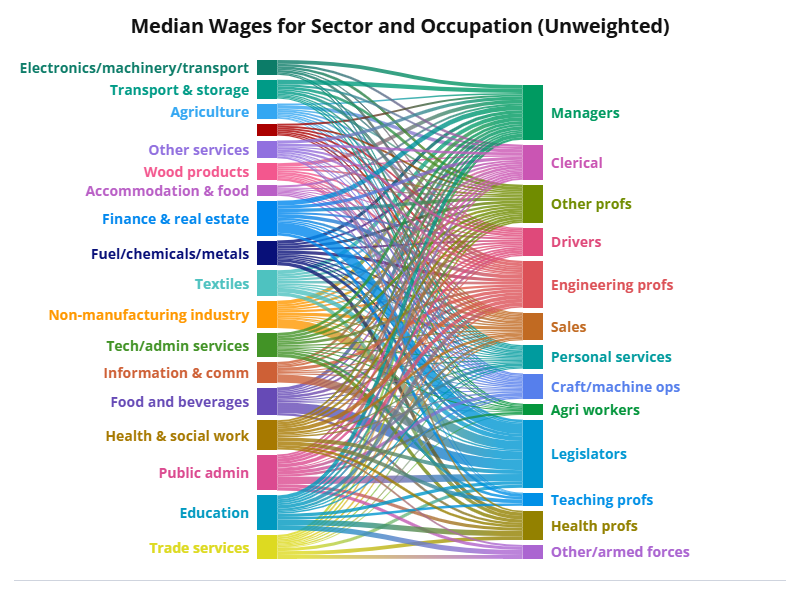 Median Wages for Sector and Occupation (Unweighted)
Electronics/machinery/transport
Transport & storage
Agriculture
Other services
Wood products
Accommodation & food
Finance & real estate
Fuel/chemicals/metals
Textiles
Non-manufacturing industry
Tech/admin services
Information & comm
Food and beverages
Health & social work
Public admin
Education
Trade services
Managers
Clerical
Other profs
Drivers
Engineering profs
Sales
Personal services
Craft/machine ops
Agri workers
Legislators
Teaching profs
Health profs
Other/armed forces